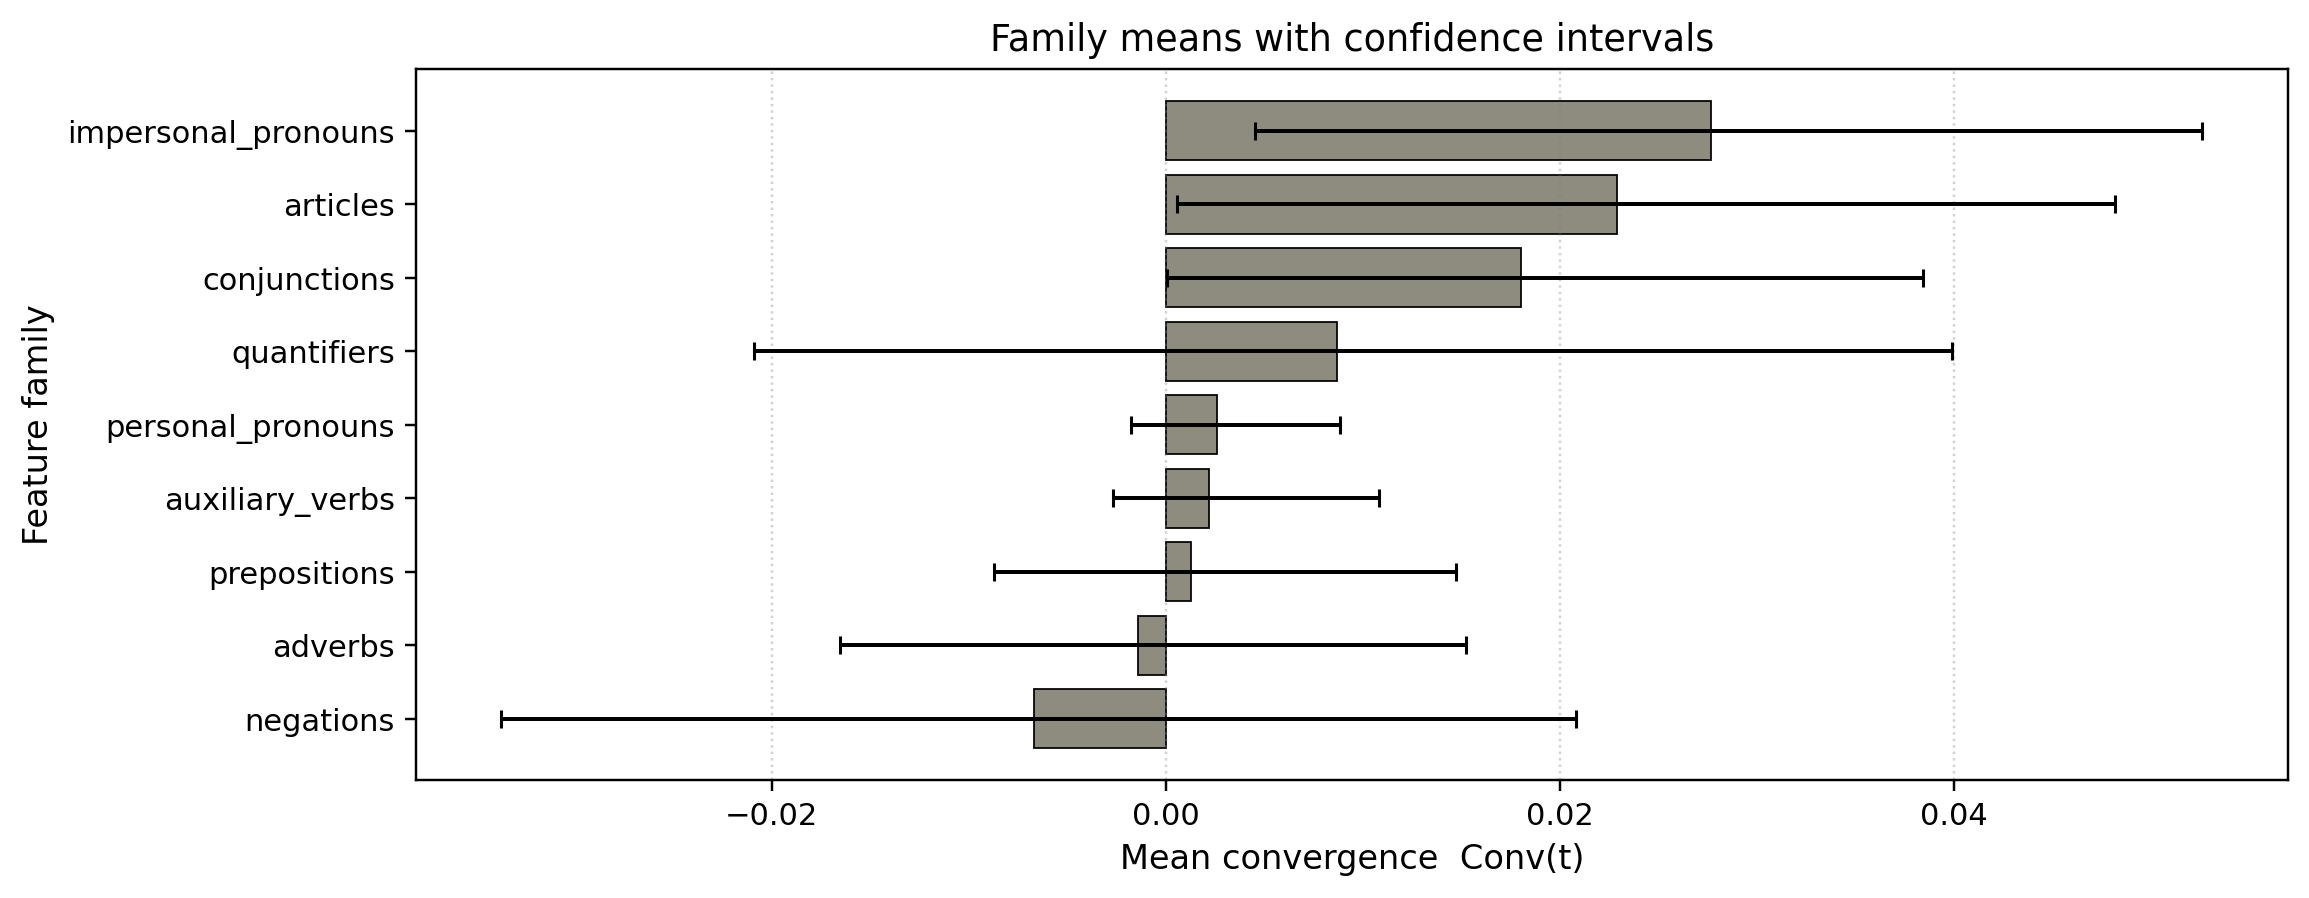 Family means with confidence intervals
Feature family
impersonal_pronouns
articles
conjunctions
quantifiers
personal_pronouns
auxiliary_verbs
prepositions
adverbs
negations
−0.02 0.00 0.02 0.04
Mean convergence  Conv(t)